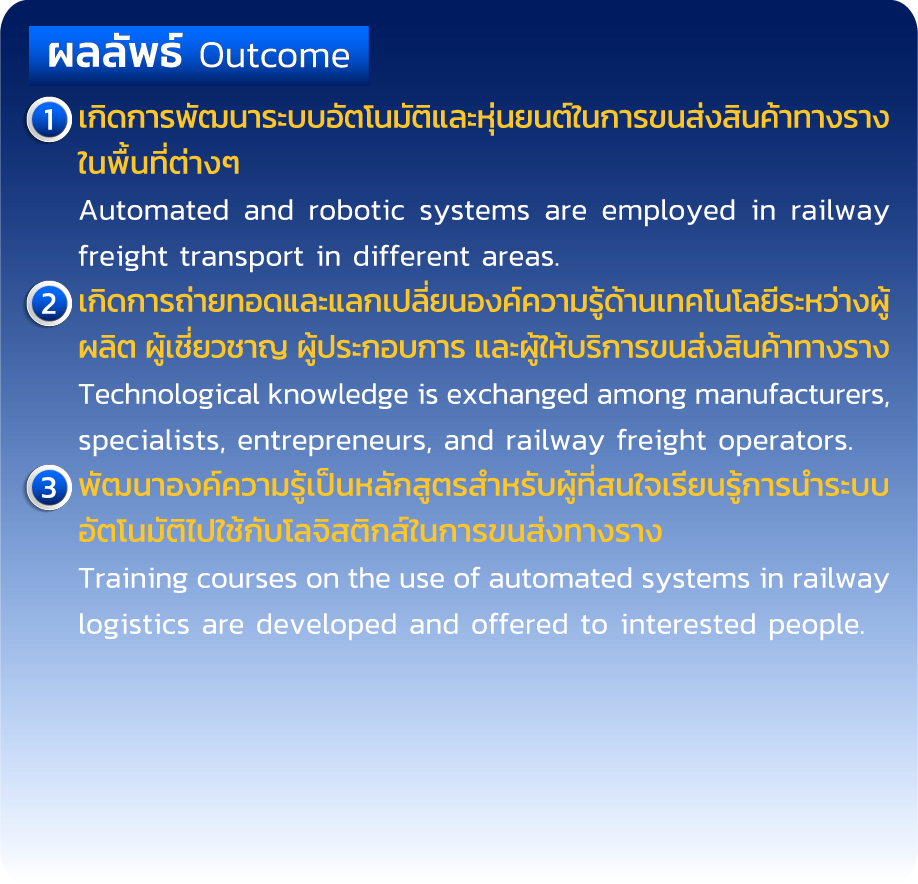 ผลลัพธ์ Outcome
1 เกิดการพัฒนาระบบอัตโนมัติและหุ่นยนต์ในการขนส่งสินค้าทางราง
ในพื้นที่ต่างๆ
Automated and robotic systems are employed in railway
freight transport in different areas.
2 เกิดการถ่ายทอดและแลกเปลี่ยนองค์ความรู้ด้านเทคโนโลยีระหว่างผู้
ผลิต ผู้เชี่ยวชาญ ผู้ประกอบการ และผู้ให้บริการขนส่งสินค้าทางราง
Technological knowledge is exchanged among manufacturers,
specialists, entrepreneurs, and railway freight operators.
3 พัฒนาองค์ความรู้เป็นหลักสูตรสำหรับผู้ที่สนใจเรียนรู้การนำระบบ
อัตโนมัติไปใช้กับโลจิสติกส์ในการขนส่งทางราง
Training courses on the use of automated systems in railway
logistics are developed and offered to interested people.